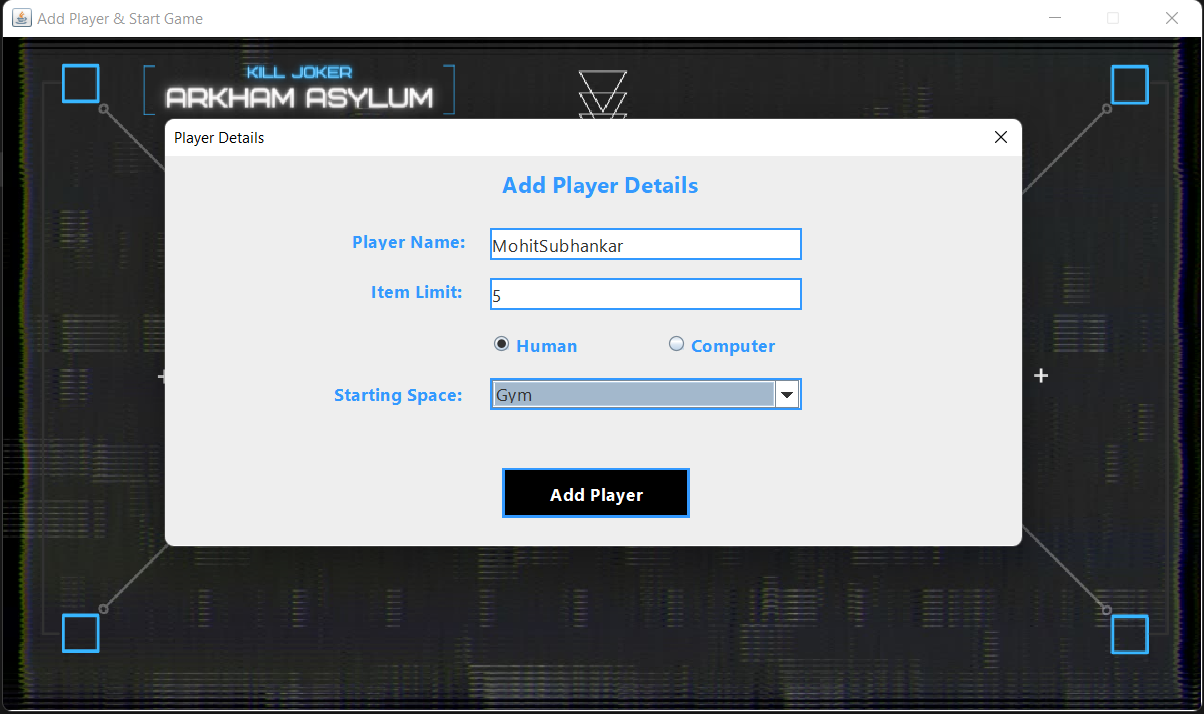 Add Player & Start Game
KILL JOKER
ARKHAM ASYLUM
Player Details
Add Player Details
Player Name:
MohitSubhankar
Item Limit:
5
Human
Computer
Starting Space:
Gym
Add Player